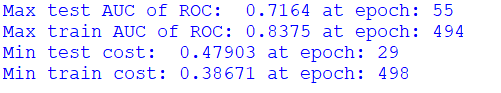 Max test AUC of ROC:  0.7164 at epoch: 55
Max train AUC of ROC: 0.8375 at epoch: 494
Min test cost:  0.47903 at epoch: 29
Min train cost: 0.38671 at epoch: 498